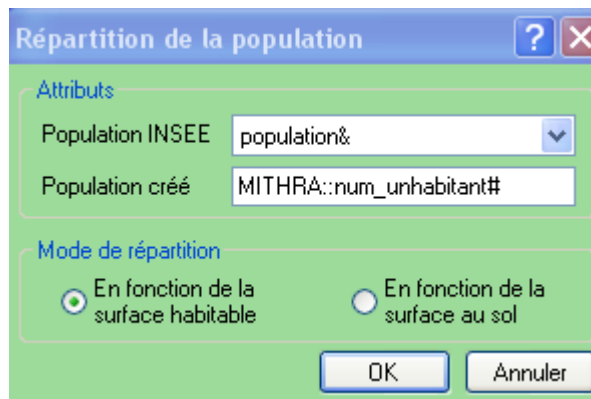 Répartition de la population
Attributs
Population INSEE
population&
Population créé
MITHRA::num_unhabitant#
Mode de répartition
En fonction de la
surface habitable
En fonction de la
surface au sol
OK
Annuler